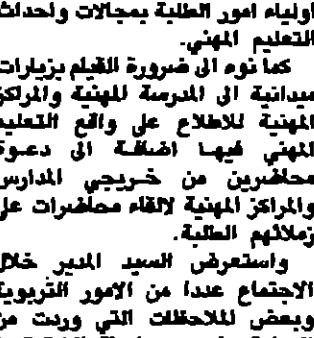 اولياء امور الطلبة بمجالات واحداث
التعليم المهني.
كما نوه الى ضرورة القيام بزيارات
ميدانية الى المدرسة المهنية والمراكز
المهنية للاطلاع على واقع التعليم
المهني فيها اضافة الى دعوة
محاضرين من خريجي المدارس
والمراكز المهنية لالقاء محاضرات على
زملائهم الطلبة.
واستعرض السيد المدير خلال
الاجتماع عددا من الامور التربوية
وبعض الملاحظات التي وردت من